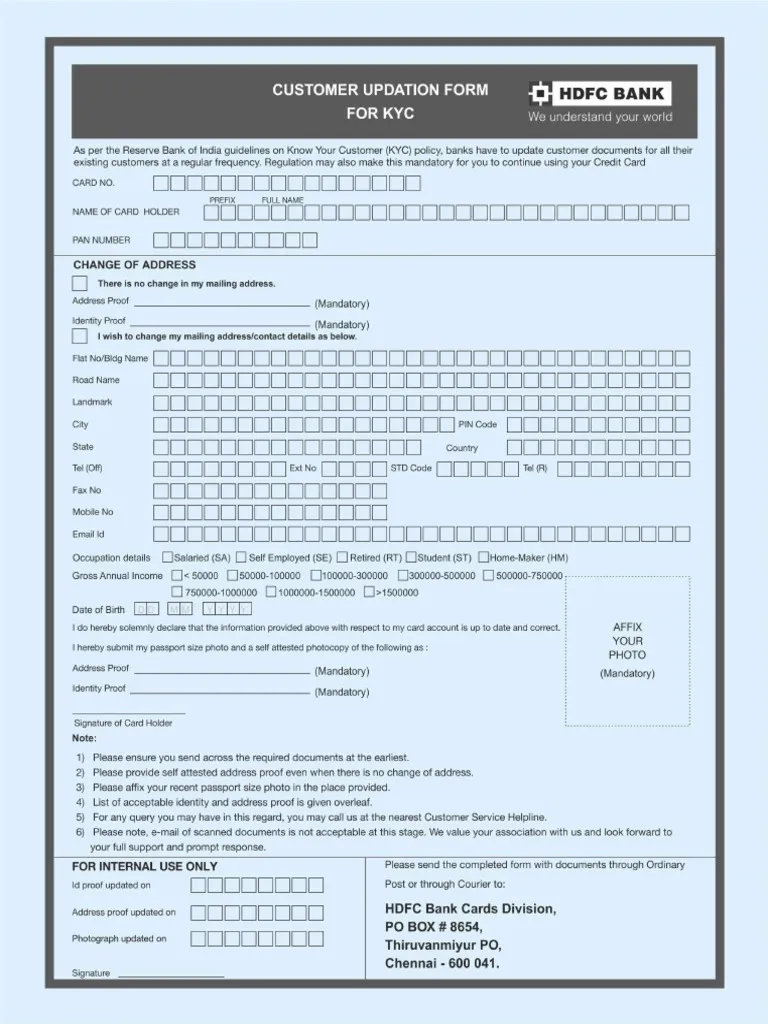 CUSTOMER UPDATION FORM
FOR KYC
HDFC BANK
We understand your world
As per the Reserve Bank of India guidelines on Know Your Customer (KYC) policy, banks have to update customer documents for all their
existing customers at a regular frequency. Regulation may also make this mandatory for you to continue using your Credit Card
CARD NO.
PREFIX FULL NAME
NAME OF CARD HOLDER
PAN NUMBER
CHANGE OF ADDRESS
There is no change in my mailing address.
Address Proof (Mandatory)
Identity Proof (Mandatory)
I wish to change my mailing address/contact details as below.
Flat No/Bldg Name
Road Name
Landmark
City PIN Code
State Country
Tel (Off) Ext No STD Code Tel (R)
Fax No
Mobile No
Email Id
Occupation details Salaried (SA) Self Employed (SE) Retired (RT) Student (ST) Home-Maker (HM)
Gross Annual Income < 50000 50000-100000 100000-300000 300000-500000 500000-750000
750000-1000000 1000000-1500000 >1500000
Date of Birth D D M M Y Y Y Y
I do hereby solemnly declare that the information provided above with respect to my card account is up to date and correct.
I hereby submit my passport size photo and a self attested photocopy of the following as :
Address Proof (Mandatory)
Identity Proof (Mandatory)
AFFIX
YOUR
PHOTO
(Mandatory)
Signature of Card Holder
Note:
1) Please ensure you send across the required documents at the earliest.
2) Please provide self attested address proof even when there is no change of address.
3) Please affix your recent passport size photo in the place provided.
4) List of acceptable identity and address proof is given overleaf.
5) For any query you may have in this regard, you may call us at the nearest Customer Service Helpline.
6) Please note, e-mail of scanned documents is not acceptable at this stage. We value your association with us and look forward to
your full support and prompt response.
FOR INTERNAL USE ONLY
Id proof updated on
Address proof updated on
Photograph updated on
Signature
Please send the completed form with documents through Ordinary
Post or through Courier to:
HDFC Bank Cards Division,
PO BOX # 8654,
Thiruvanmiyur PO,
Chennai - 600 041.